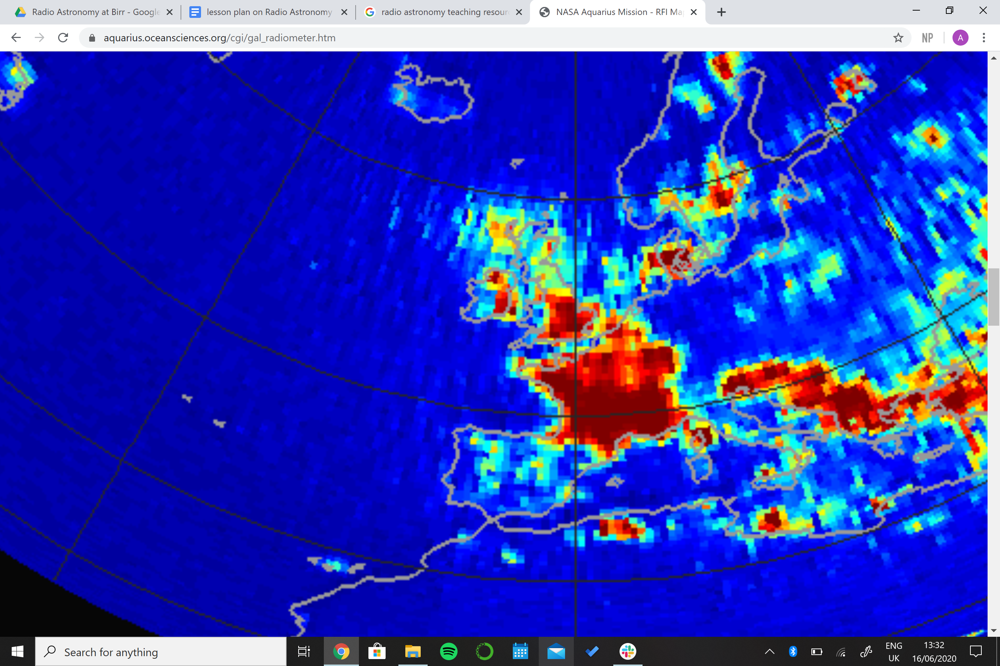 Radio Astronomy at Birr - Google
lesson plan on Radio Astronomy
radio astronomy teaching resour
NASA Aquarius Mission - RFI Ma
aquarius.oceansciences.org/cgi/gal_radiometer.htm
NP
A
Search for anything
ENG
UK
13:32
16/06/2020